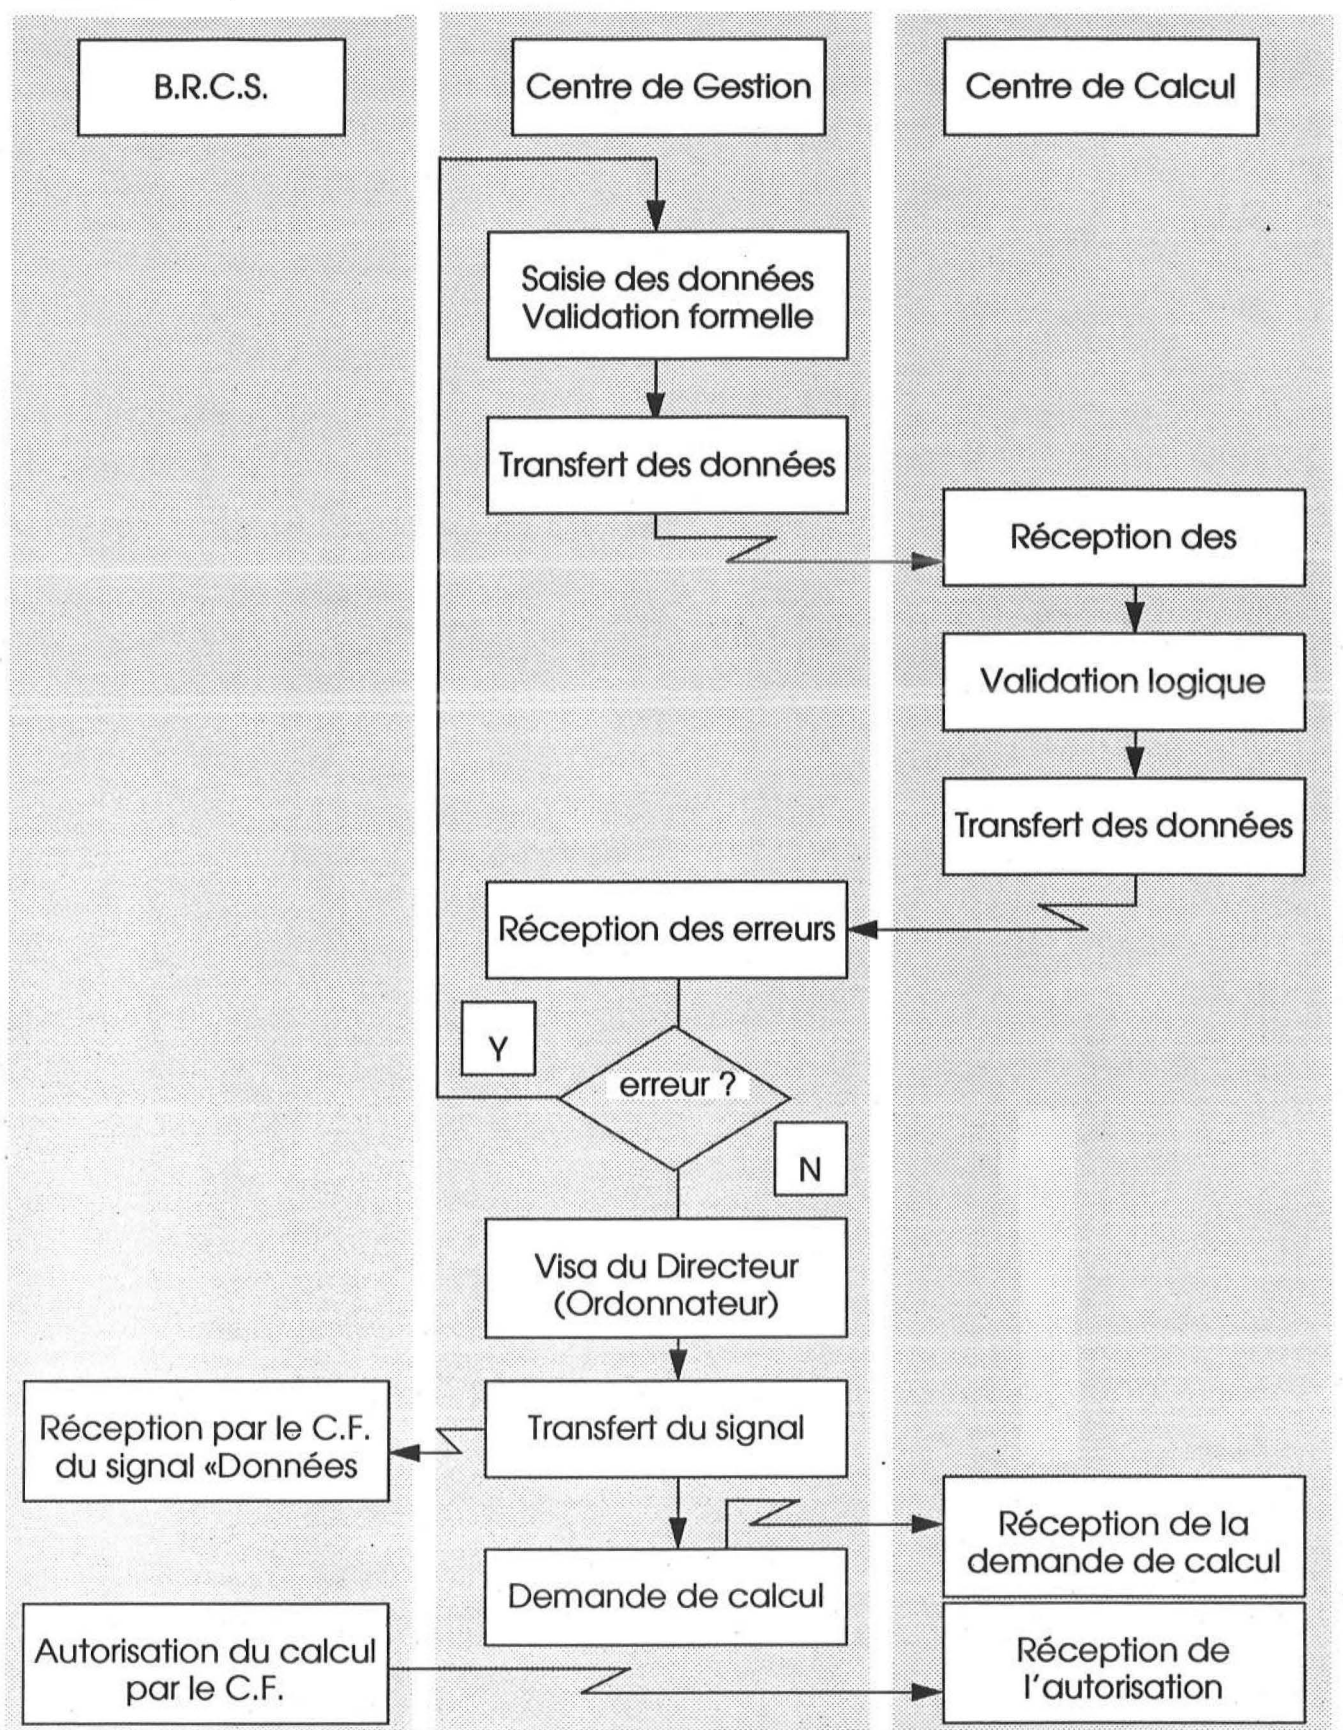 B.R.C.S.
Centre de Gestion
Centre de Calcul
Saisie des données
Validation formelle
Transfert des données
Réception des
Validation logique
Transfert des données
Réception des erreurs
Y
erreur ?
N
Visa du Directeur
(Ordonnateur)
Réception par le C.F.
du signal «Données
Transfert du signal
Réception de la
demande de calcul
Demande de calcul
Autorisation du calcul
par le C.F.
Réception de
l'autorisation